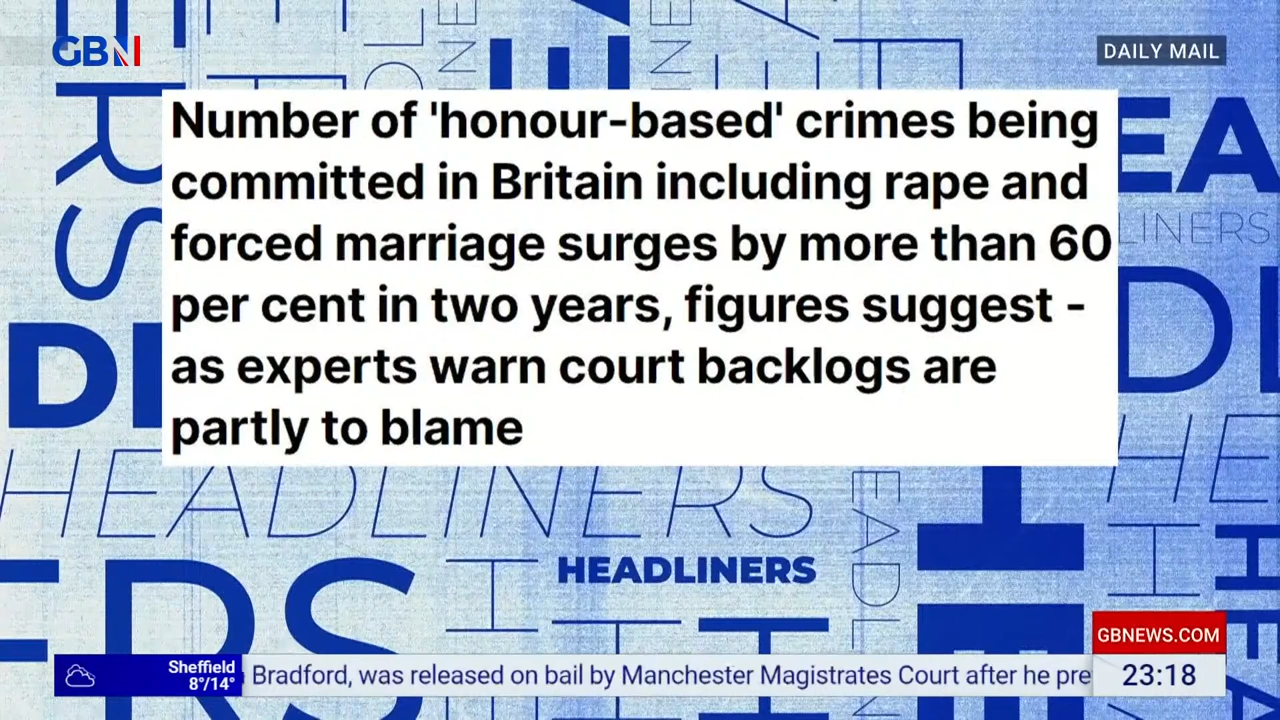 GBN
DAILY MAIL
Number of 'honour-based' crimes being
committed in Britain including rape and
forced marriage surges by more than 60
per cent in two years, figures suggest -
as experts warn court backlogs are
partly to blame
HEADLINERS
HEADLINERS
GBNEWS.COM
Sheffield
8°/14°
Bradford, was released on bail by Manchester Magistrates Court after he pre
23:18